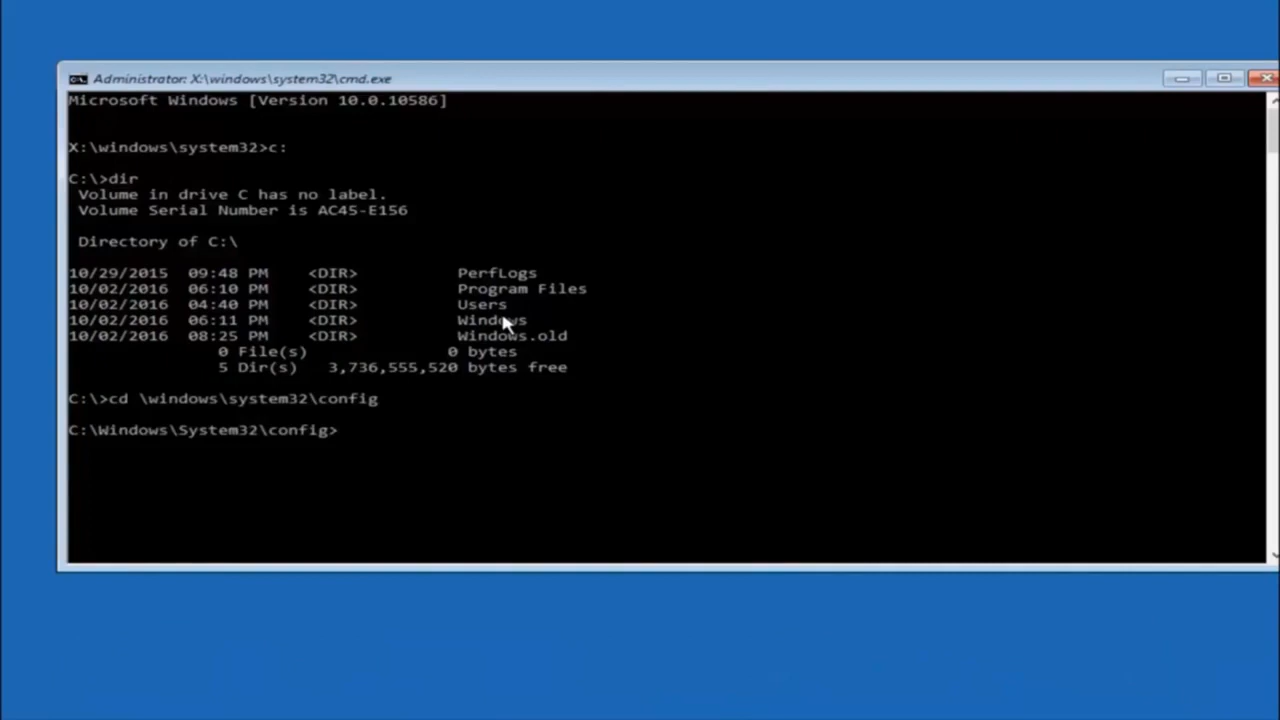 Administrator: X:\windows\system32\cmd.exe
Microsoft Windows [Version 10.0.10586]
X:\windows\system32>c:
C:\>dir
Volume in drive C has no label.
Volume Serial Number is AC45-E156
Directory of C:\
10/29/2015 09:48 PM <DIR> PerfLogs
10/02/2016 06:10 PM <DIR> Program Files
10/02/2016 04:40 PM <DIR> Users
10/02/2016 06:11 PM <DIR> Windows
10/02/2016 08:25 PM <DIR> Windows.old
0 File(s) 0 bytes
5 Dir(s) 3,736,555,520 bytes free
C:\>cd \windows\system32\config
C:\Windows\System32\config>